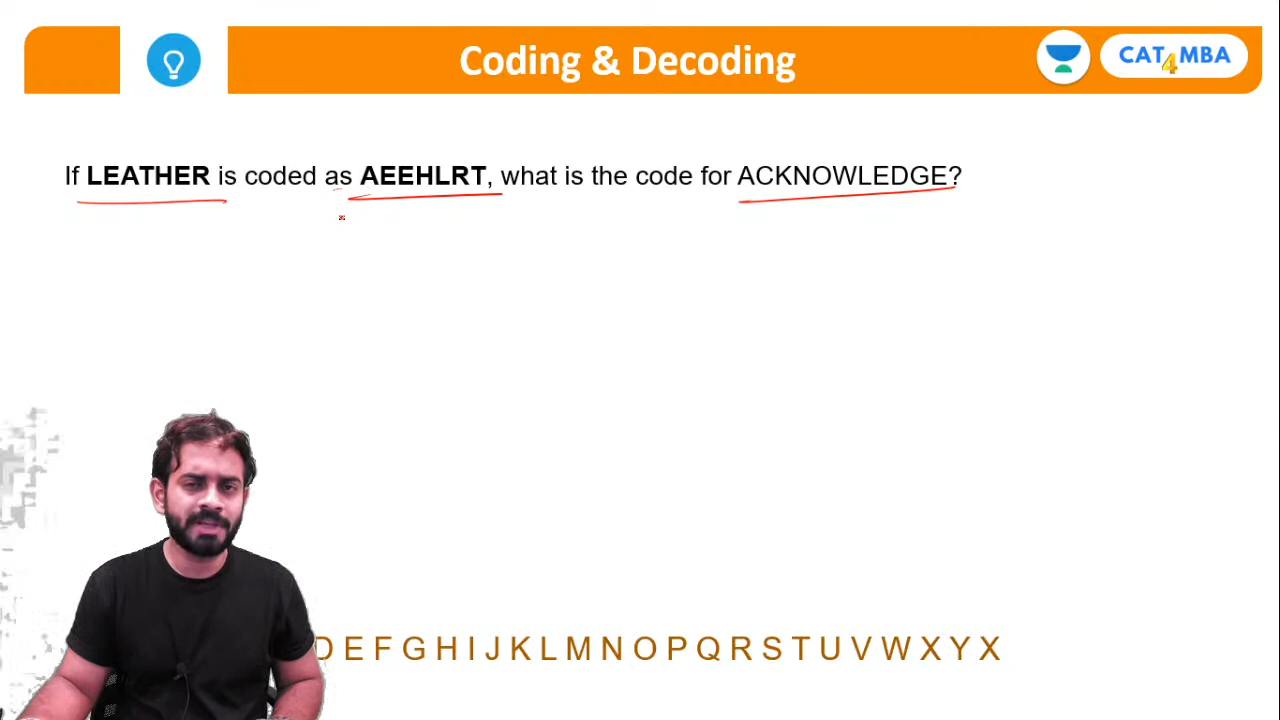 Coding & Decoding
CAT4MBA
If LEATHER is coded as AEEHLRT, what is the code for ACKNOWLEDGE?
D E F G H I J K L M N O P Q R S T U V W X Y X